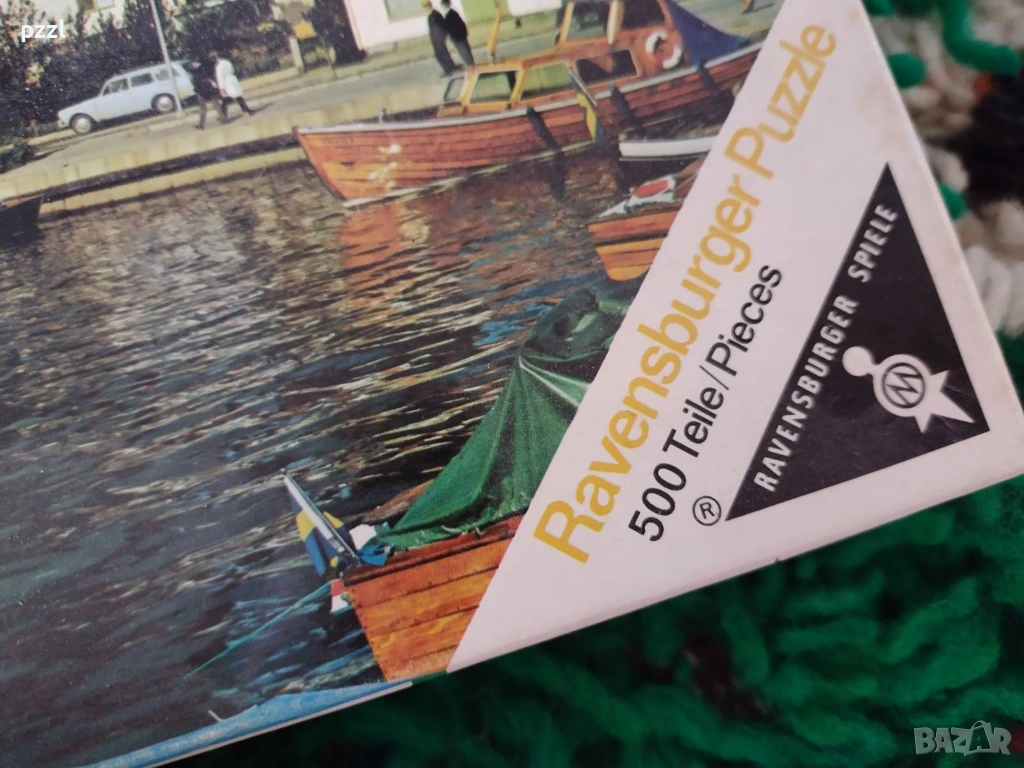 pzzl
Ravensburger Puzzle
500 Teile/Pieces
®
RAVENSBURGER SPIELE
BAZAR